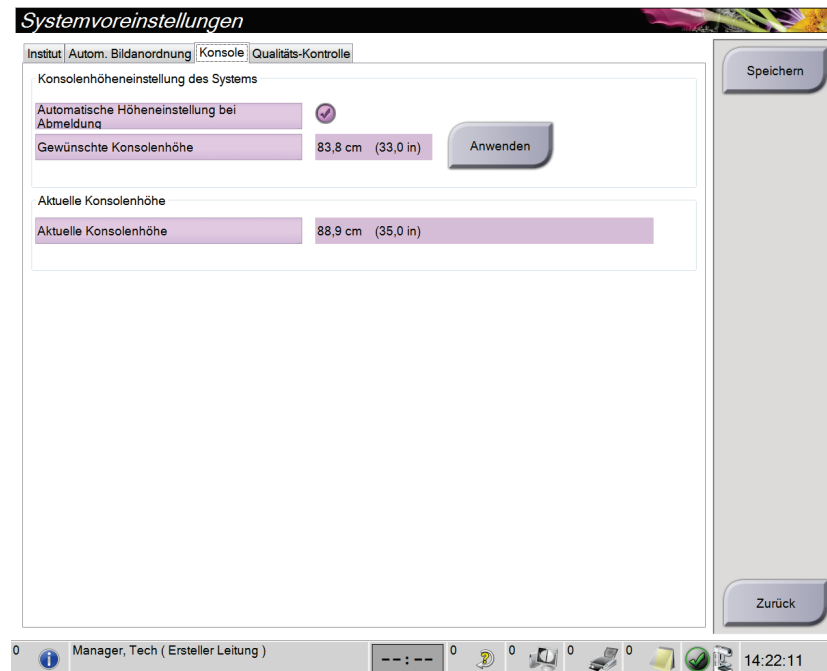 Systemvoreinstellungen
Institut Autom. Bildanordnung Konsole Qualitäts-Kontrolle
Speichern
Konsolenhöheneinstellung des Systems
Automatische Höheneinstellung bei
Abmeldung
Gewünschte Konsolenhöhe 83,8 cm (33,0 in) Anwenden
Aktuelle Konsolenhöhe
Aktuelle Konsolenhöhe 88,9 cm (35,0 in)
Zurück
0 Manager, Tech ( Ersteller Leitung ) --:-- 0 0 0 0 14:22:11